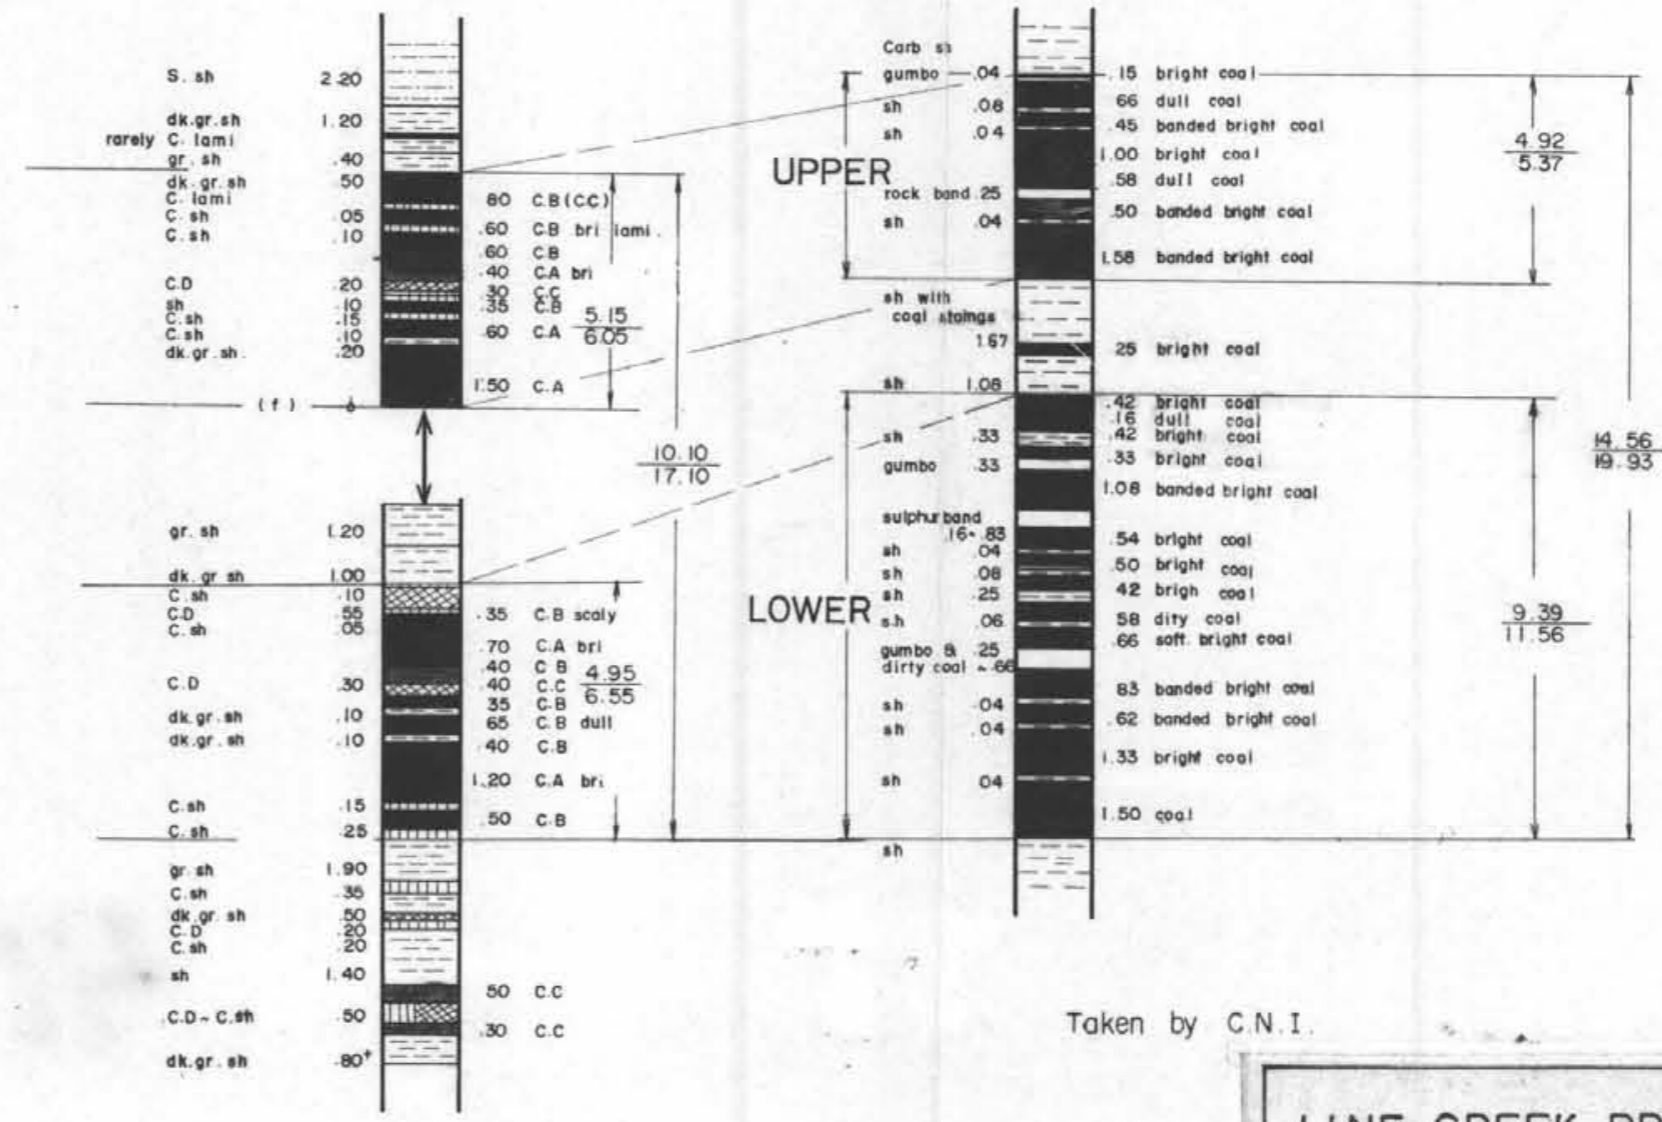 S. sh 2.20
dk.gr.sh 1.20
rarely C. lami
gr. sh .40
dk. gr. sh .50
C. lami
C. sh .05
C. sh .10
C.D .20
sh .10
C. sh .15
C. sh .10
dk. gr. sh. .20
(f)
80 C.B (C.C)
.60 C.B bri lami.
.60 C.B
.40 C.A bri
.30 C.C
.35 C.B
.60 C.A
5.15
6.05
1.50 C.A
10.10
17.10
gr. sh 1.20
dk. gr sh 1.00
C. sh .10
C.D .55
C. sh .05
C.D .30
dk. gr. sh .10
dk. gr. sh .10
C. sh .15
C. sh .25
gr. sh 1.90
C. sh .35
dk. gr. sh .50
C.D .20
C. sh .20
sh 1.40
C.D ~ C. sh .50
dk. gr. sh .80+
.35 C.B scaly
.70 C.A bri
.40 C B
.40 C.C
35 C.B
65 C.B dull
.40 C.B
1.20 C.A bri
.50 C.B
4.95
6.55
50 C.C
.30 C.C
UPPER
Carb sh
gumbo .04
sh .08
sh .04
rock band .25
sh .04
sh with
coal staings
1.67
sh 1.08
.15 bright coal
66 dull coal
.45 banded bright coal
1.00 bright coal
.58 dull coal
.50 banded bright coal
1.58 banded bright coal
.25 bright coal
4.92
5.37
LOWER
sh .33
gumbo .33
sulphur band
.16~.83
sh .04
sh .08
sh .25
s.h .06
gumbo & .25
dirty coal ~.66
sh .04
sh .04
sh 04
sh
.42 bright coal
.16 dull coal
.42 bright coal
.33 bright coal
1.08 banded bright coal
.54 bright coal
.50 bright coal
42 brigh coal
58 dity coal
.66 soft. bright coal
83 banded bright coal
.62 banded bright coal
1.33 bright coal
1.50 coal
9.39
11.56
14.56
19.93
Taken by C.N.I.
LINE CREEK